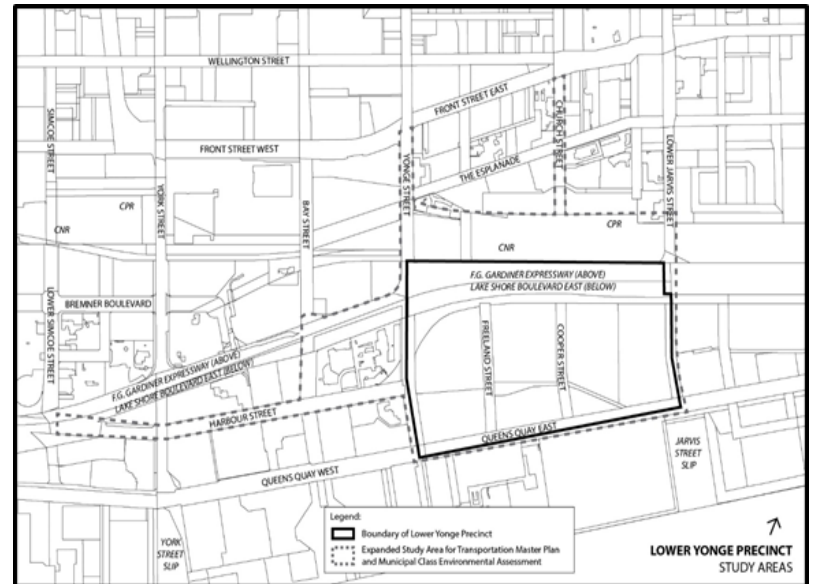 WELLINGTON STREET
FRONT STREET EAST
CHURCH STREET
SIMCOE STREET
FRONT STREET WEST
YONGE STREET
THE ESPLANADE
LOWER JARVIS STREET
YORK STREET
BAY STREET
CPR
CPR
CNR
CNR
F.G. GARDINER EXPRESSWAY (ABOVE)
LAKE SHORE BOULEVARD EAST (BELOW)
LOWER SIMCOE STREET
BREMNER BOULEVARD
FREELAND STREET
COOPER STREET
F.G. GARDINER EXPRESSWAY (ABOVE)
LAKE SHORE BOULEVARD EAST (BELOW)
HARBOUR STREET
QUEENS QUAY EAST
JARVIS
STREET
SLIP
QUEENS QUAY WEST
YORK
STREET
SLIP
Legend:
Boundary of Lower Yonge Precinct
Expanded Study Area for Transportation Master Plan
and Municipal Class Environmental Assessment
LOWER YONGE PRECINCT
STUDY AREAS